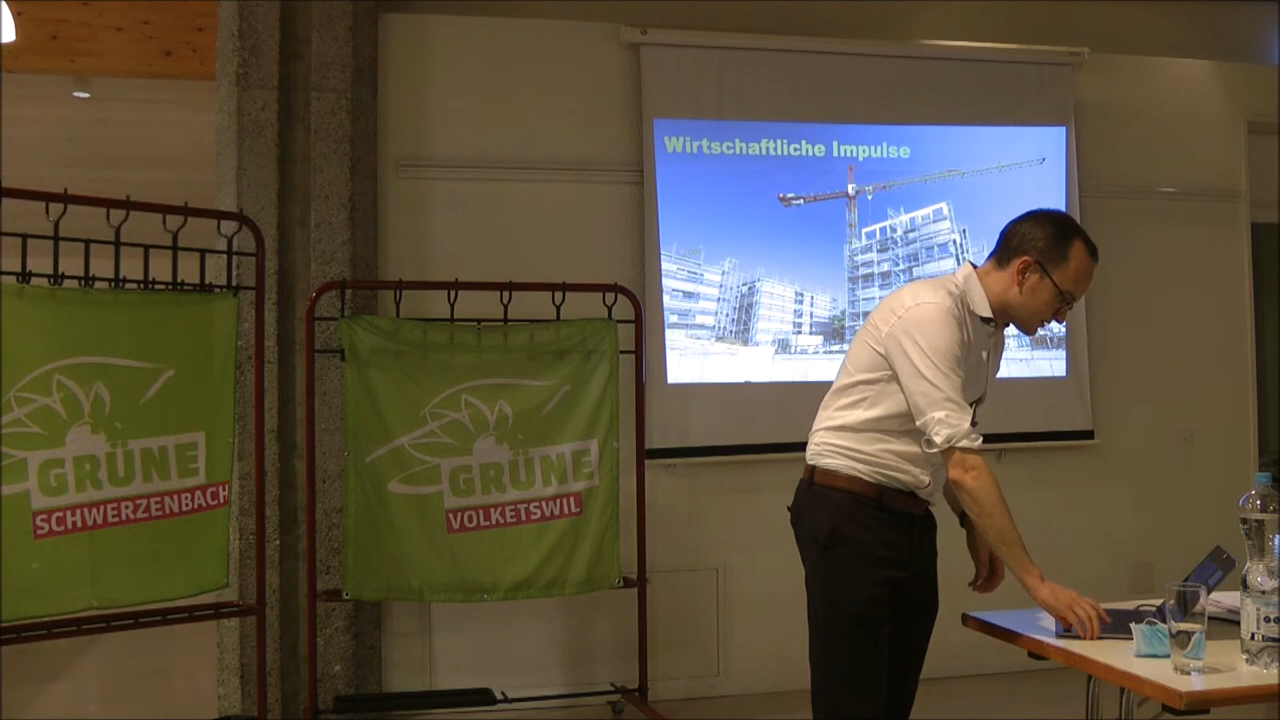 Wirtschaftliche Impulse
GRÜNE
SCHWERZENBACH
GRÜNE
VOLKETSWIL